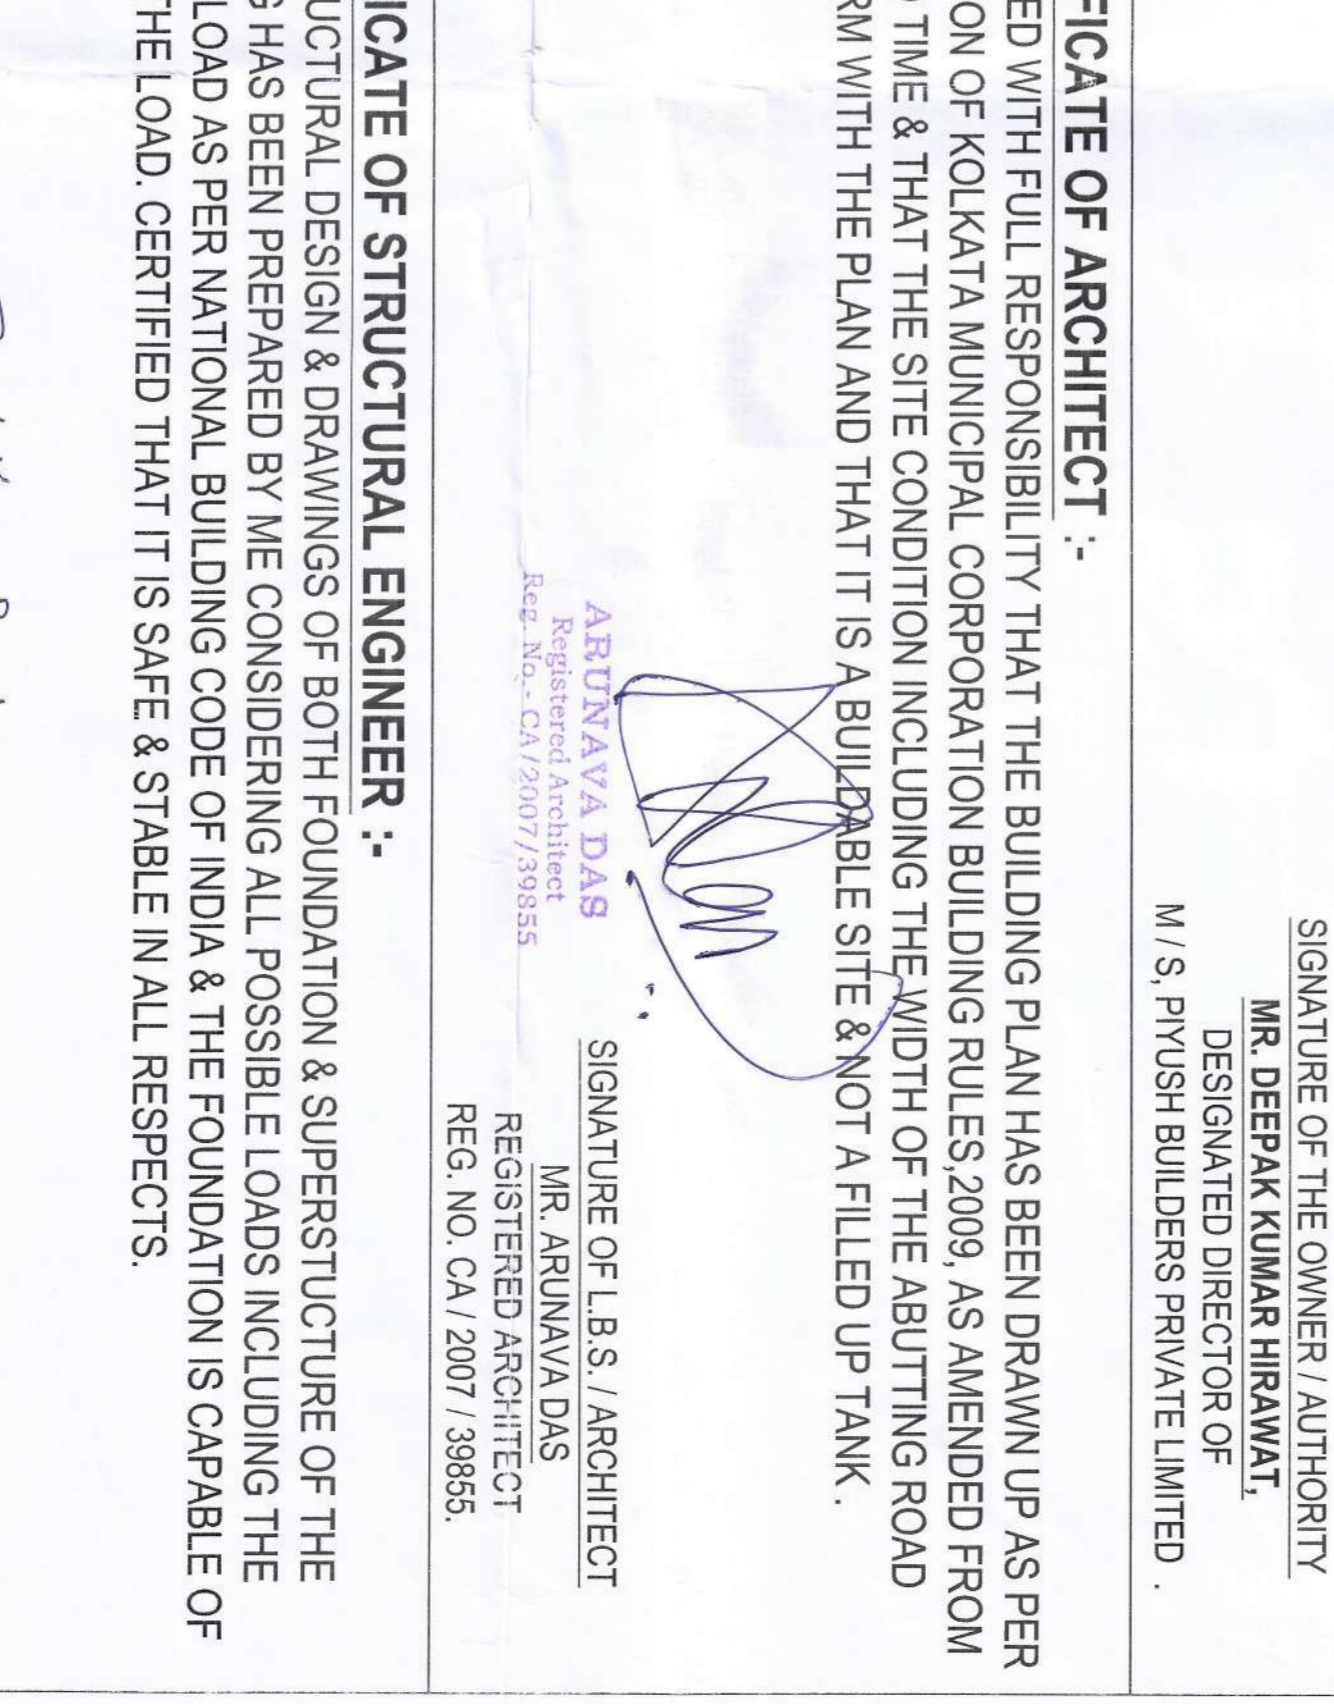 SIGNATURE OF THE OWNER / AUTHORITY
MR. DEEPAK KUMAR HIRAWAT,
DESIGNATED DIRECTOR OF
M / S, PIYUSH BUILDERS PRIVATE LIMITED .
FICATE OF ARCHITECT :-
ED WITH FULL RESPONSIBILITY THAT THE BUILDING PLAN HAS BEEN DRAWN UP AS PER
ON OF KOLKATA MUNICIPAL CORPORATION BUILDING RULES,2009, AS AMENDED FROM
TIME & THAT THE SITE CONDITION INCLUDING THE WIDTH OF THE ABUTTING ROAD
RM WITH THE PLAN AND THAT IT IS A BUILDABLE SITE & NOT A FILLED UP TANK .
ARUNAVA DAS
Registered Architect
Reg. No.- CA/2007/39855
SIGNATURE OF L.B.S. / ARCHITECT
MR. ARUNAVA DAS
REGISTERED ARCHITECT
REG. NO. CA / 2007 / 39855.
ICATE OF STRUCTURAL ENGINEER :-
UCTURAL DESIGN & DRAWINGS OF BOTH FOUNDATION & SUPERSTUCTURE OF THE
G HAS BEEN PREPARED BY ME CONSIDERING ALL POSSIBLE LOADS INCLUDING THE
LOAD AS PER NATIONAL BUILDING CODE OF INDIA & THE FOUNDATION IS CAPABLE OF
THE LOAD. CERTIFIED THAT IT IS SAFE & STABLE IN ALL RESPECTS.